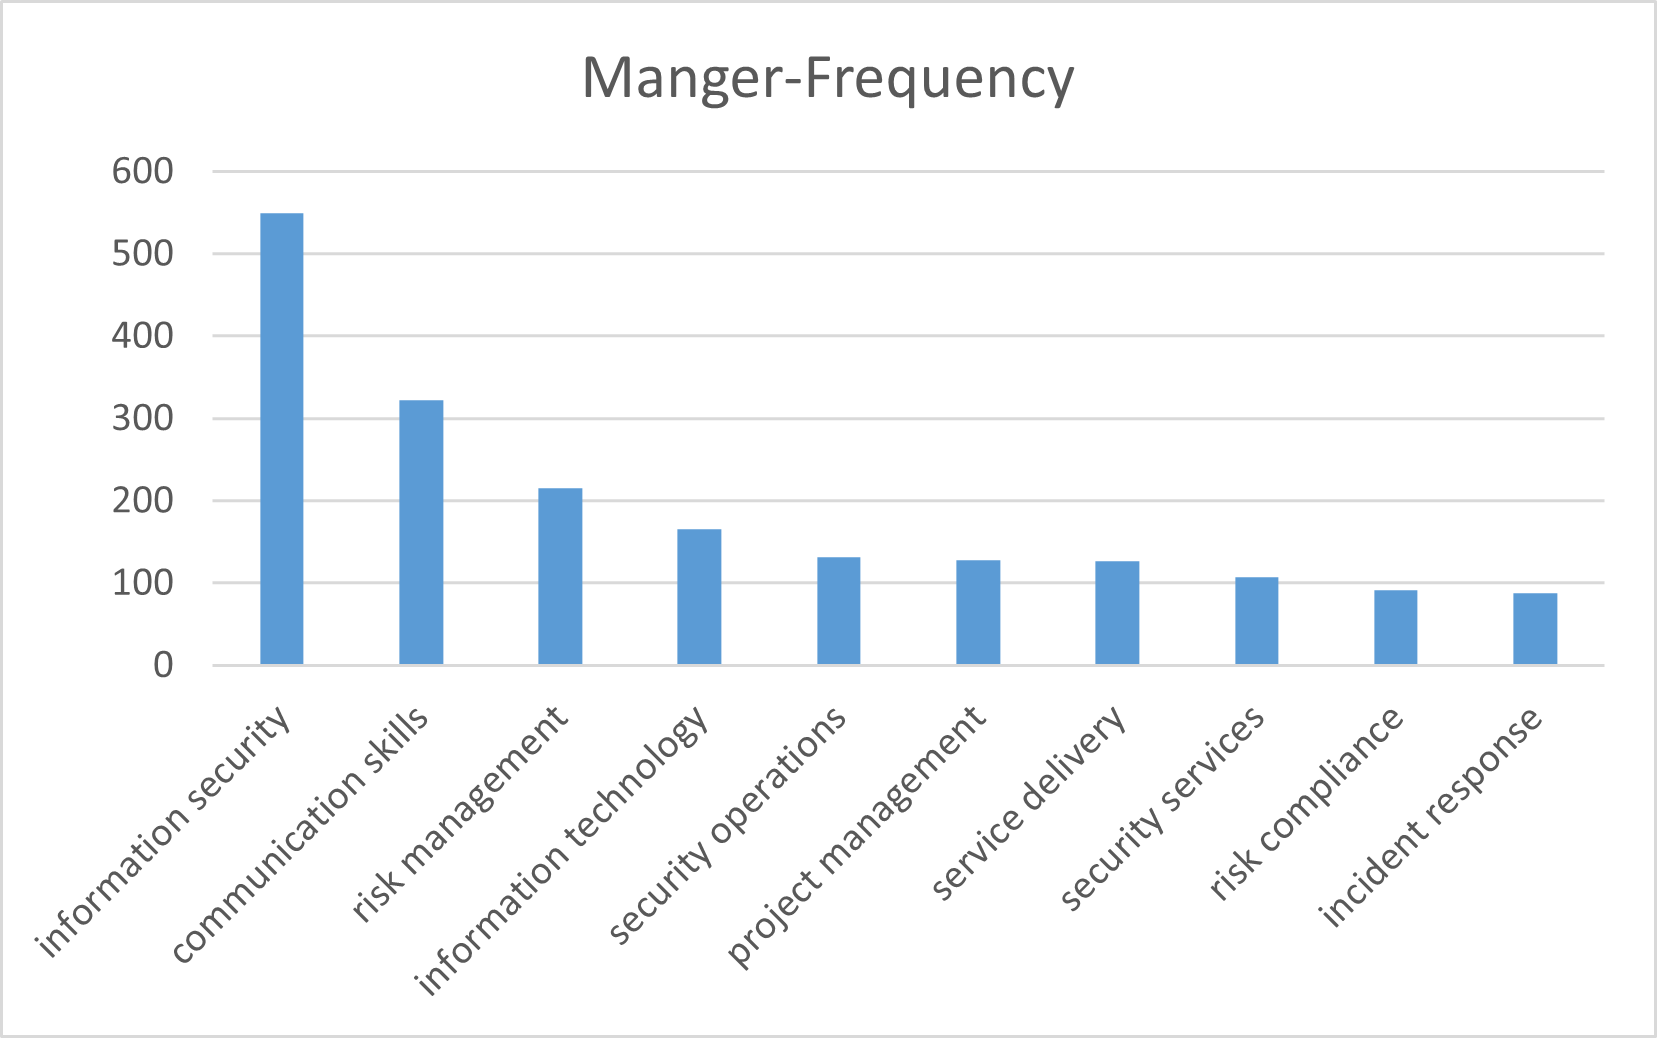 Manger-Frequency
600
500
400
300
200
100
0
information security
communication skills
risk management
information technology
security operations
project management
service delivery
security services
risk compliance
incident response